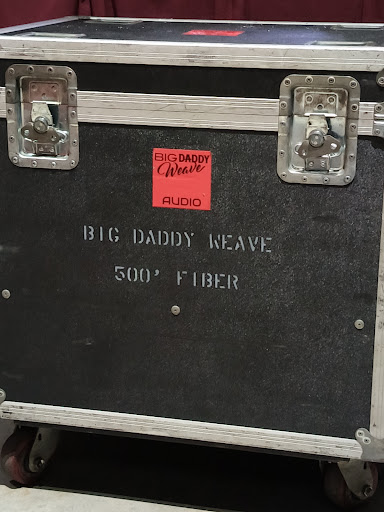 BIG DADDY
Weave
AUDIO
BIG DADDY WEAVE
500' FIBER